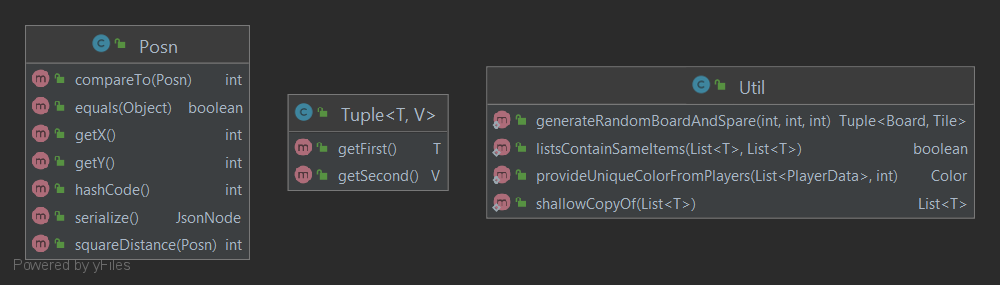 Posn
compareTo(Posn) int
equals(Object) boolean
getX() int
getY() int
hashCode() int
serialize() JsonNode
squareDistance(Posn) int
Tuple<T, V>
getFirst() T
getSecond() V
Util
generateRandomBoardAndSpare(int, int, int) Tuple<Board, Tile>
listsContainSameItems(List<T>, List<T>) boolean
provideUniqueColorFromPlayers(List<PlayerData>, int) Color
shallowCopyOf(List<T>) List<T>
Powered by yFiles